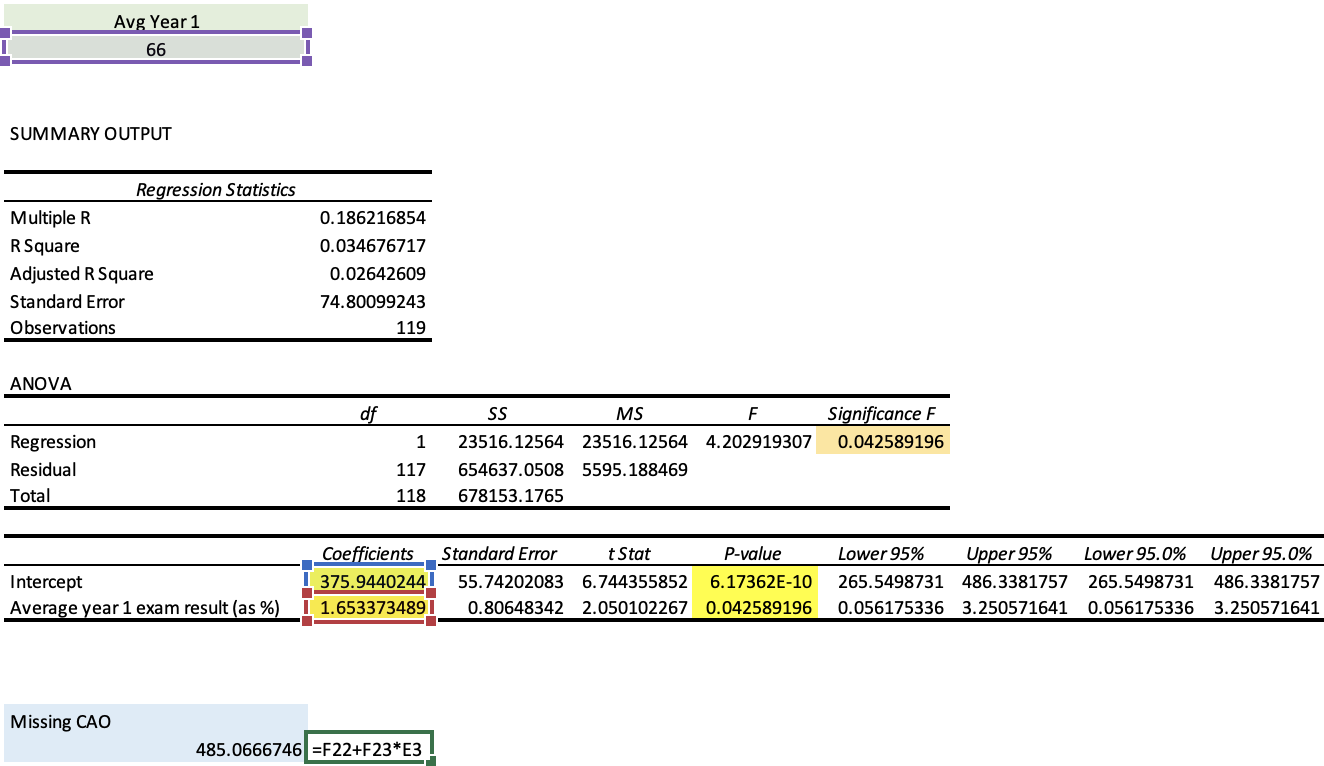 Avg Year 1
66
SUMMARY OUTPUT
Regression Statistics
Multiple R 0.186216854
R Square 0.034676717
Adjusted R Square 0.02642609
Standard Error 74.80099243
Observations 119
ANOVA
df SS MS F Significance F
Regression 1 23516.12564 23516.12564 4.202919307 0.042589196
Residual 117 654637.0508 5595.188469
Total 118 678153.1765
Coefficients Standard Error t Stat P-value Lower 95% Upper 95% Lower 95.0% Upper 95.0%
Intercept 375.9440244 55.74202083 6.744355852 6.17362E-10 265.5498731 486.3381757 265.5498731 486.3381757
Average year 1 exam result (as %) 1.653373489 0.80648342 2.050102267 0.042589196 0.056175336 3.250571641 0.056175336 3.250571641
Missing CAO
485.0666746 =F22+F23*E3